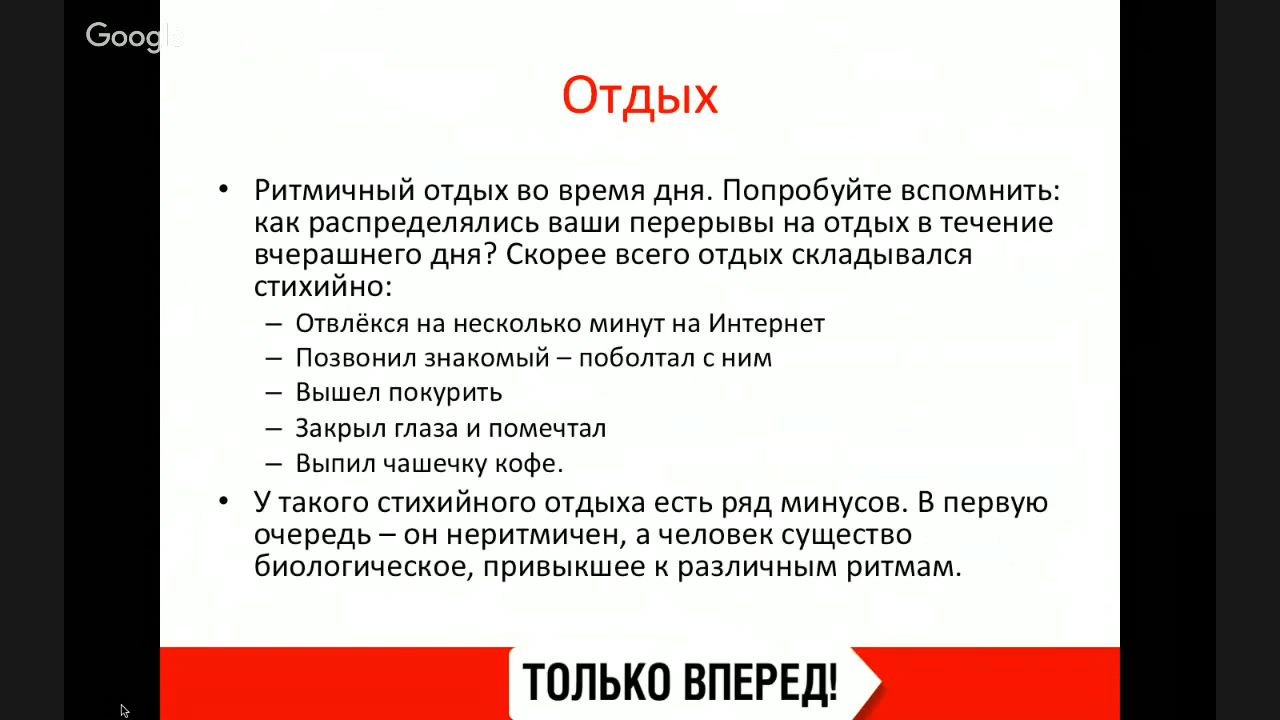 Google
Отдых
• Ритмичный отдых во время дня. Попробуйте вспомнить:
как распределялись ваши перерывы на отдых в течение
вчерашнего дня? Скорее всего отдых складывался
стихийно:
– Отвлёкся на несколько минут на Интернет
– Позвонил знакомый – поболтал с ним
– Вышел покурить
– Закрыл глаза и помечтал
– Выпил чашечку кофе.
• У такого стихийного отдыха есть ряд минусов. В первую
очередь – он неритмичен, а человек существо
биологическое, привыкшее к различным ритмам.
ТОЛЬКО ВПЕРЕД!